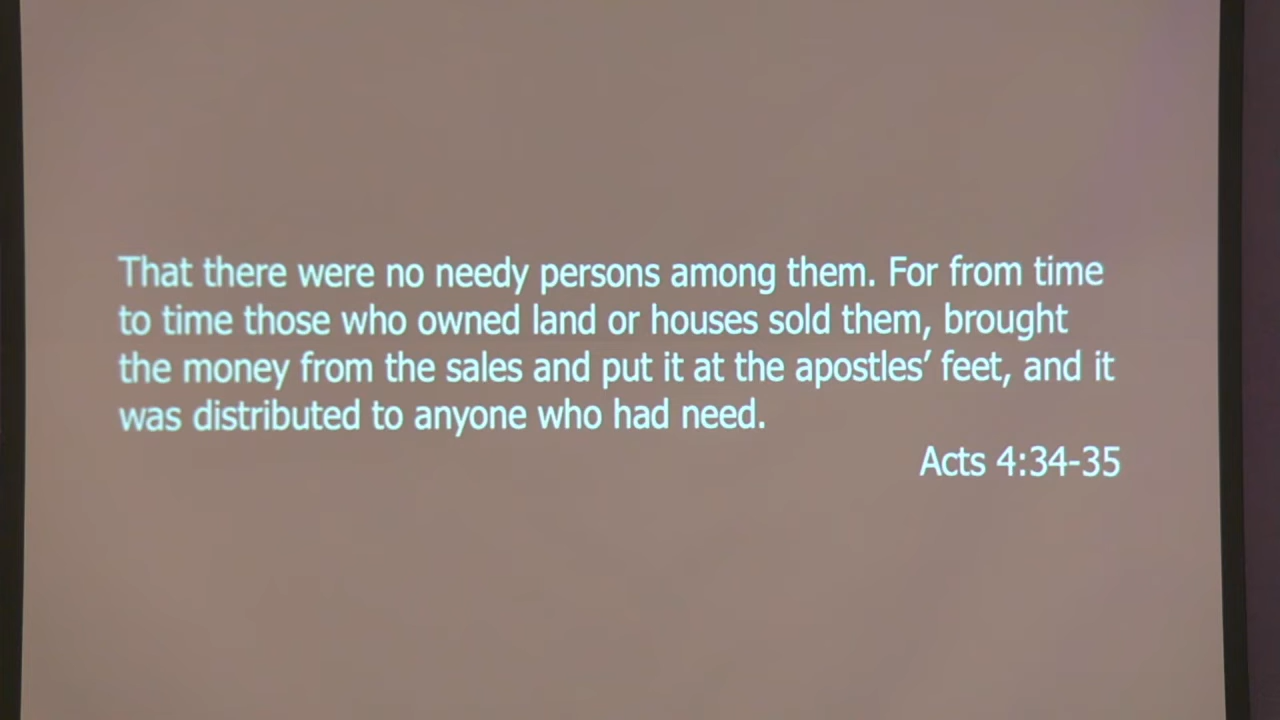 That there were no needy persons among them. For from time
to time those who owned land or houses sold them, brought
the money from the sales and put it at the apostles’ feet, and it
was distributed to anyone who had need.
Acts 4:34-35